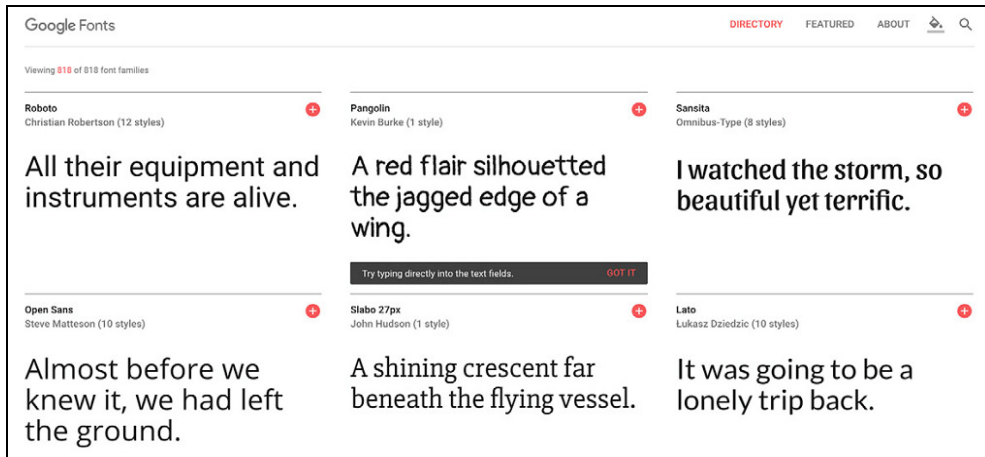 Google Fonts
DIRECTORY FEATURED ABOUT
Viewing 818 of 818 font families
Roboto
Christian Robertson (12 styles)
All their equipment and
instruments are alive.
Pangolin
Kevin Burke (1 style)
A red flair silhouetted
the jagged edge of a
wing.
Try typing directly into the text fields. GOT IT
Sansita
Omnibus-Type (8 styles)
I watched the storm, so
beautiful yet terrific.
Open Sans
Steve Matteson (10 styles)
Almost before we
knew it, we had left
the ground.
Slabo 27px
John Hudson (1 style)
A shining crescent far
beneath the flying vessel.
Lato
Łukasz Dziedzic (10 styles)
It was going to be a
lonely trip back.